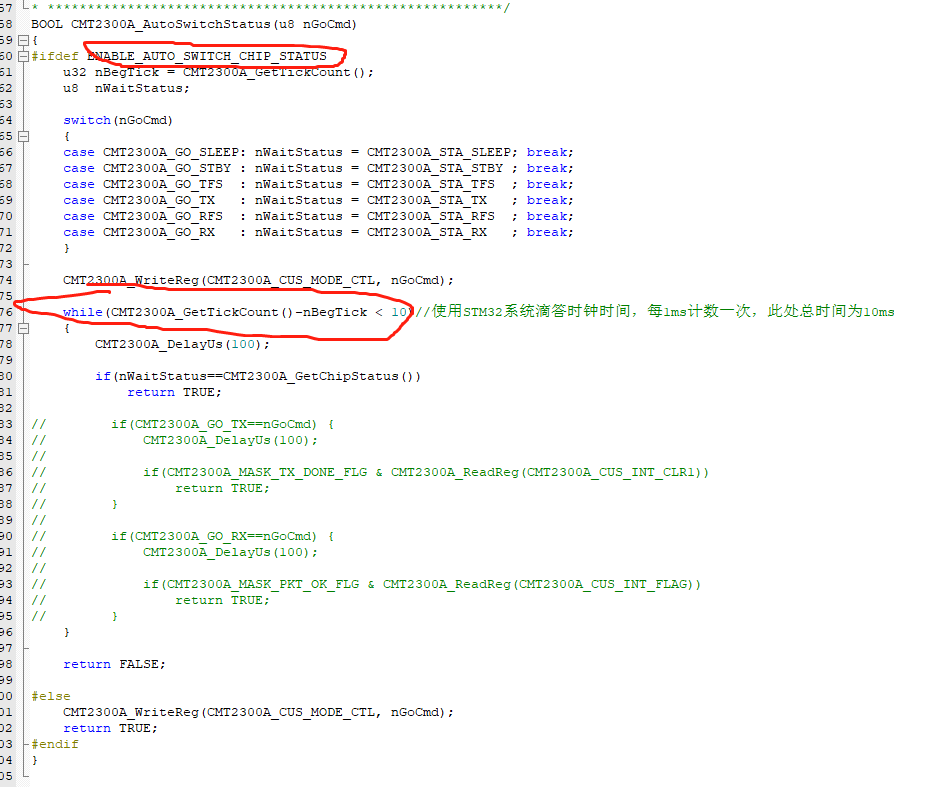 57 * *********************************************************/
58 BOOL CMT2300A_AutoSwitchStatus(u8 nGoCmd)
59 {
60 #ifdef ENABLE_AUTO_SWITCH_CHIP_STATUS
61 u32 nBegTick = CMT2300A_GetTickCount();
62 u8 nWaitStatus;
63
64 switch(nGoCmd)
65 {
66 case CMT2300A_GO_SLEEP: nWaitStatus = CMT2300A_STA_SLEEP; break;
67 case CMT2300A_GO_STBY : nWaitStatus = CMT2300A_STA_STBY ; break;
68 case CMT2300A_GO_TFS : nWaitStatus = CMT2300A_STA_TFS ; break;
69 case CMT2300A_GO_TX : nWaitStatus = CMT2300A_STA_TX ; break;
70 case CMT2300A_GO_RFS : nWaitStatus = CMT2300A_STA_RFS ; break;
71 case CMT2300A_GO_RX : nWaitStatus = CMT2300A_STA_RX ; break;
72 }
73
74 CMT2300A_WriteReg(CMT2300A_CUS_MODE_CTL, nGoCmd);
75
76 while(CMT2300A_GetTickCount()-nBegTick < 10)//使用STM32系统滴答时钟时间，每1ms计数一次，此处总时间为10ms
77 {
78 CMT2300A_DelayUs(100);
79
80 if(nWaitStatus==CMT2300A_GetChipStatus())
81 return TRUE;
82
83 // if(CMT2300A_GO_TX==nGoCmd) {
84 // CMT2300A_DelayUs(100);
85 //
86 // if(CMT2300A_MASK_TX_DONE_FLG & CMT2300A_ReadReg(CMT2300A_CUS_INT_CLR1))
87 // return TRUE;
88 // }
89 //
90 // if(CMT2300A_GO_RX==nGoCmd) {
91 // CMT2300A_DelayUs(100);
92 //
93 // if(CMT2300A_MASK_PKT_OK_FLG & CMT2300A_ReadReg(CMT2300A_CUS_INT_FLAG))
94 // return TRUE;
95 // }
96 }
97
98 return FALSE;
99
00 #else
01 CMT2300A_WriteReg(CMT2300A_CUS_MODE_CTL, nGoCmd);
02 return TRUE;
03 #endif
04 }
05